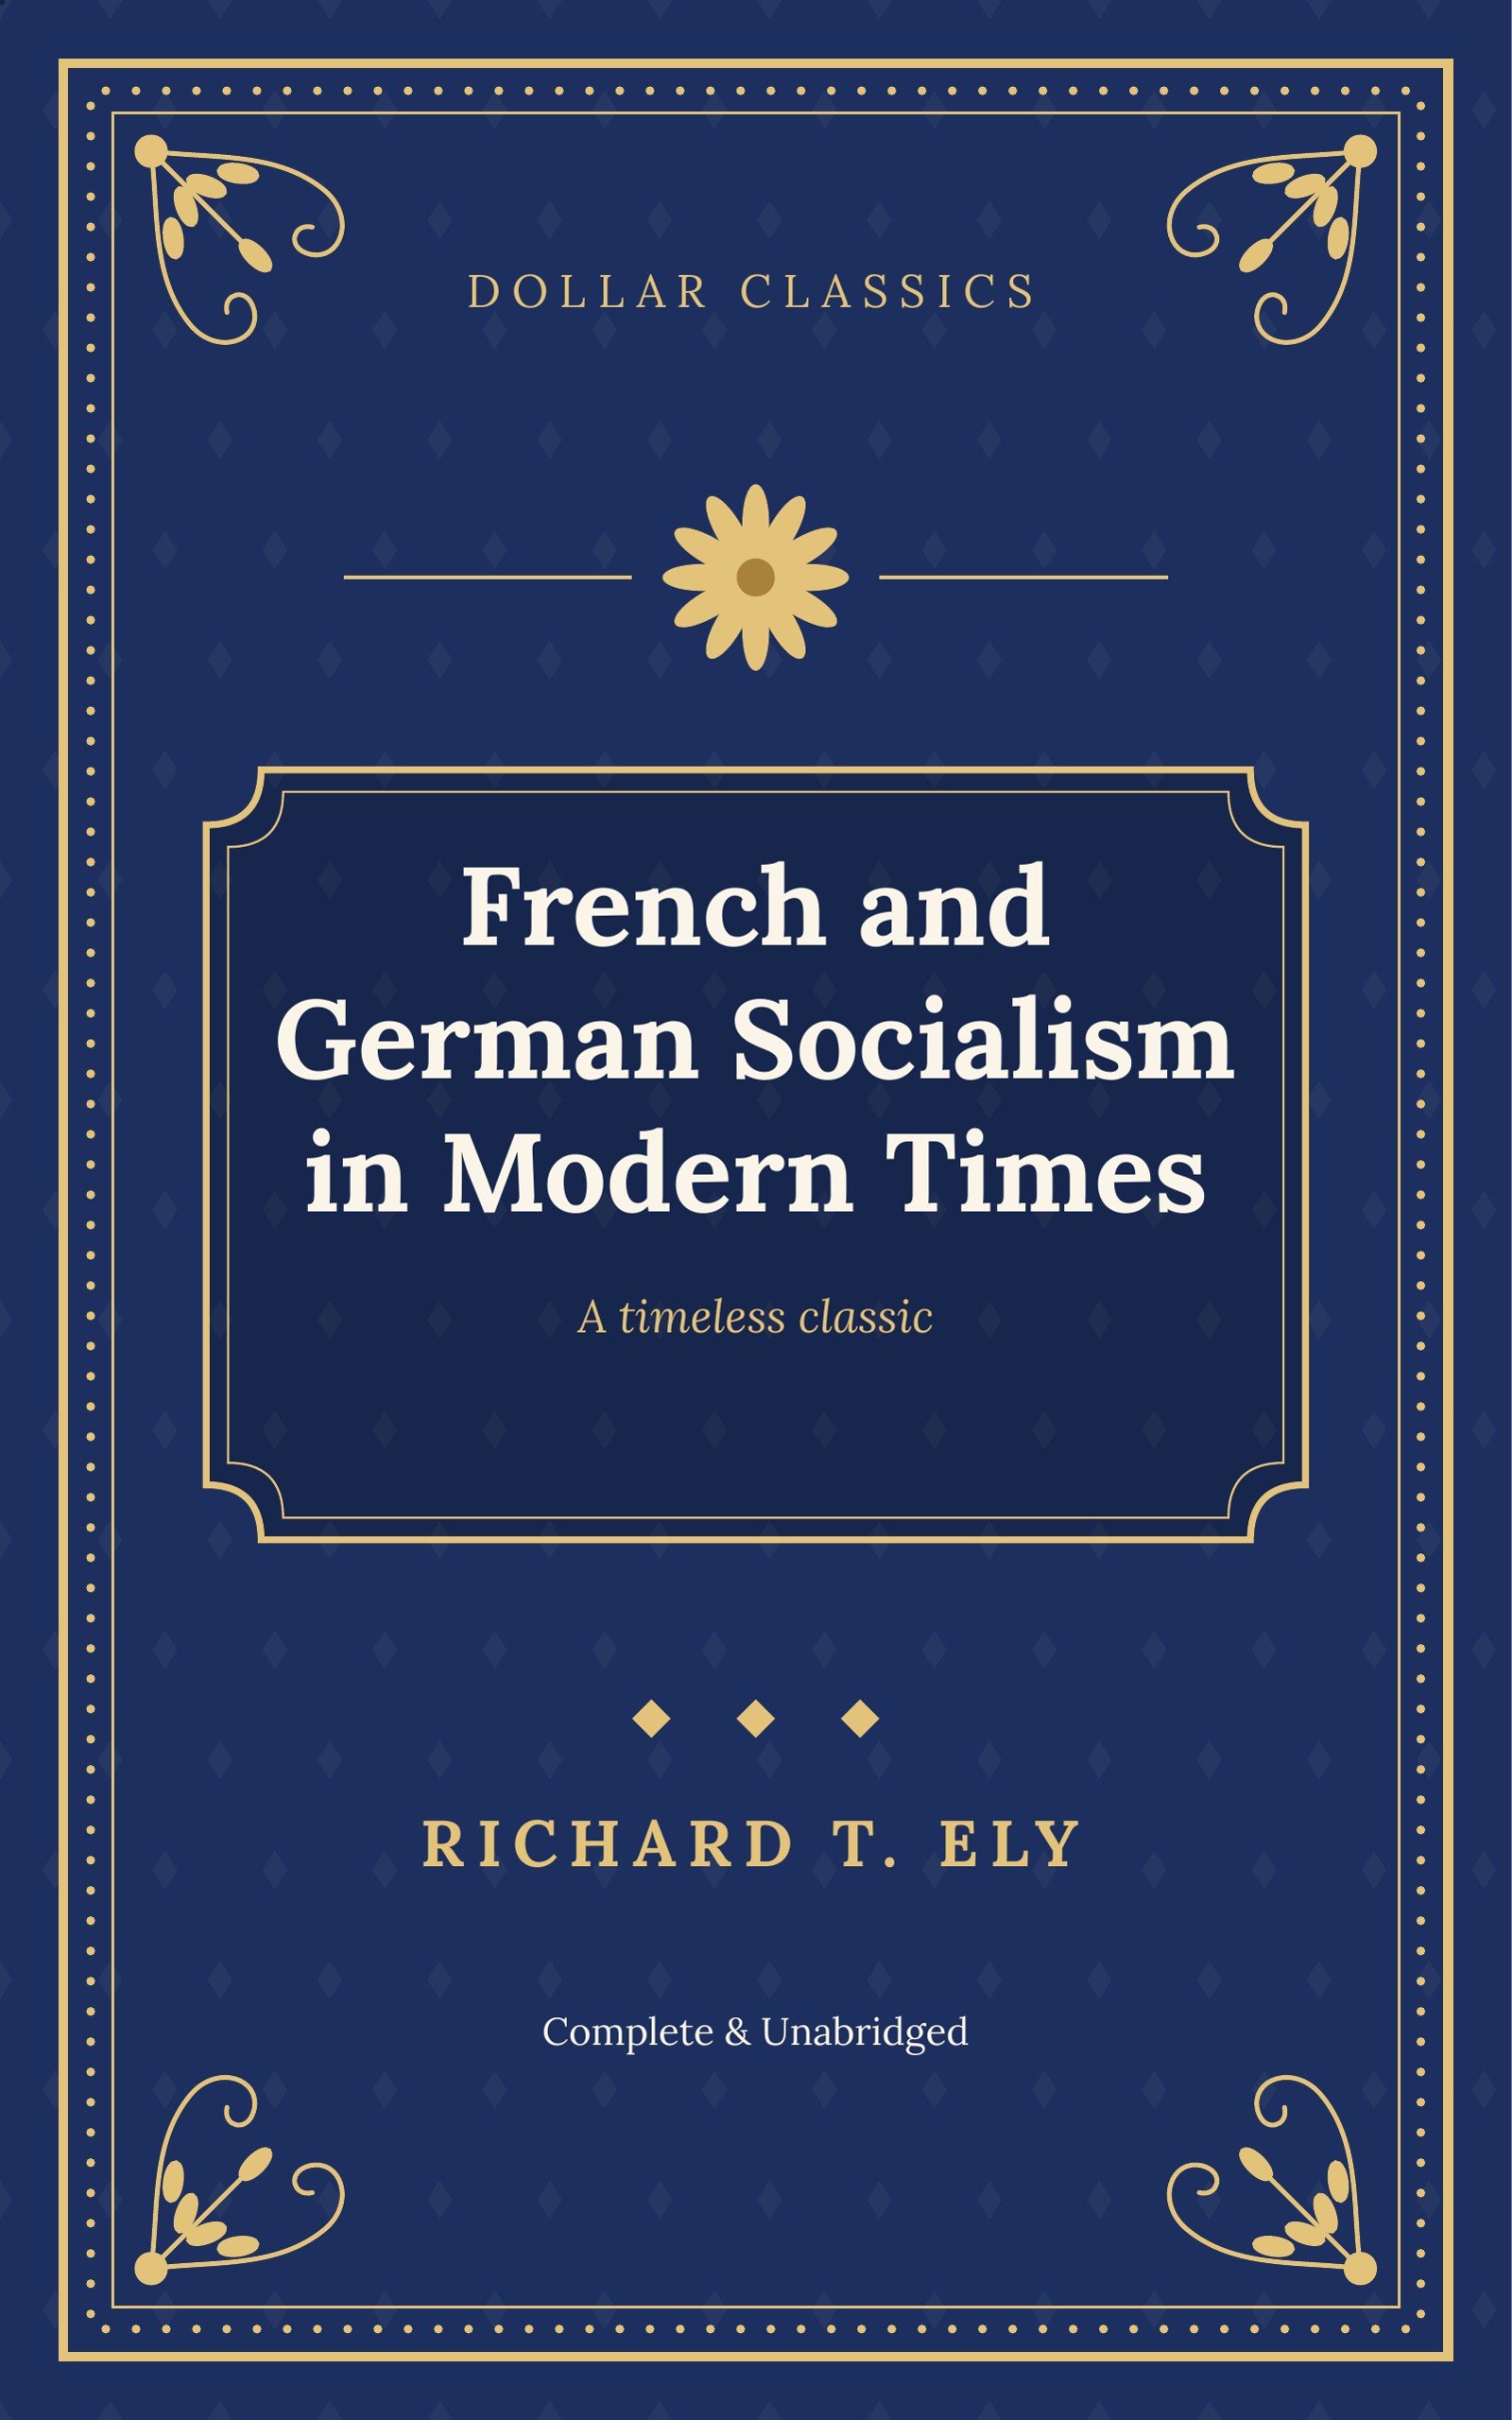 DOLLAR CLASSICS
French and
German Socialism
in Modern Times
A timeless classic
RICHARD T. ELY
Complete & Unabridged